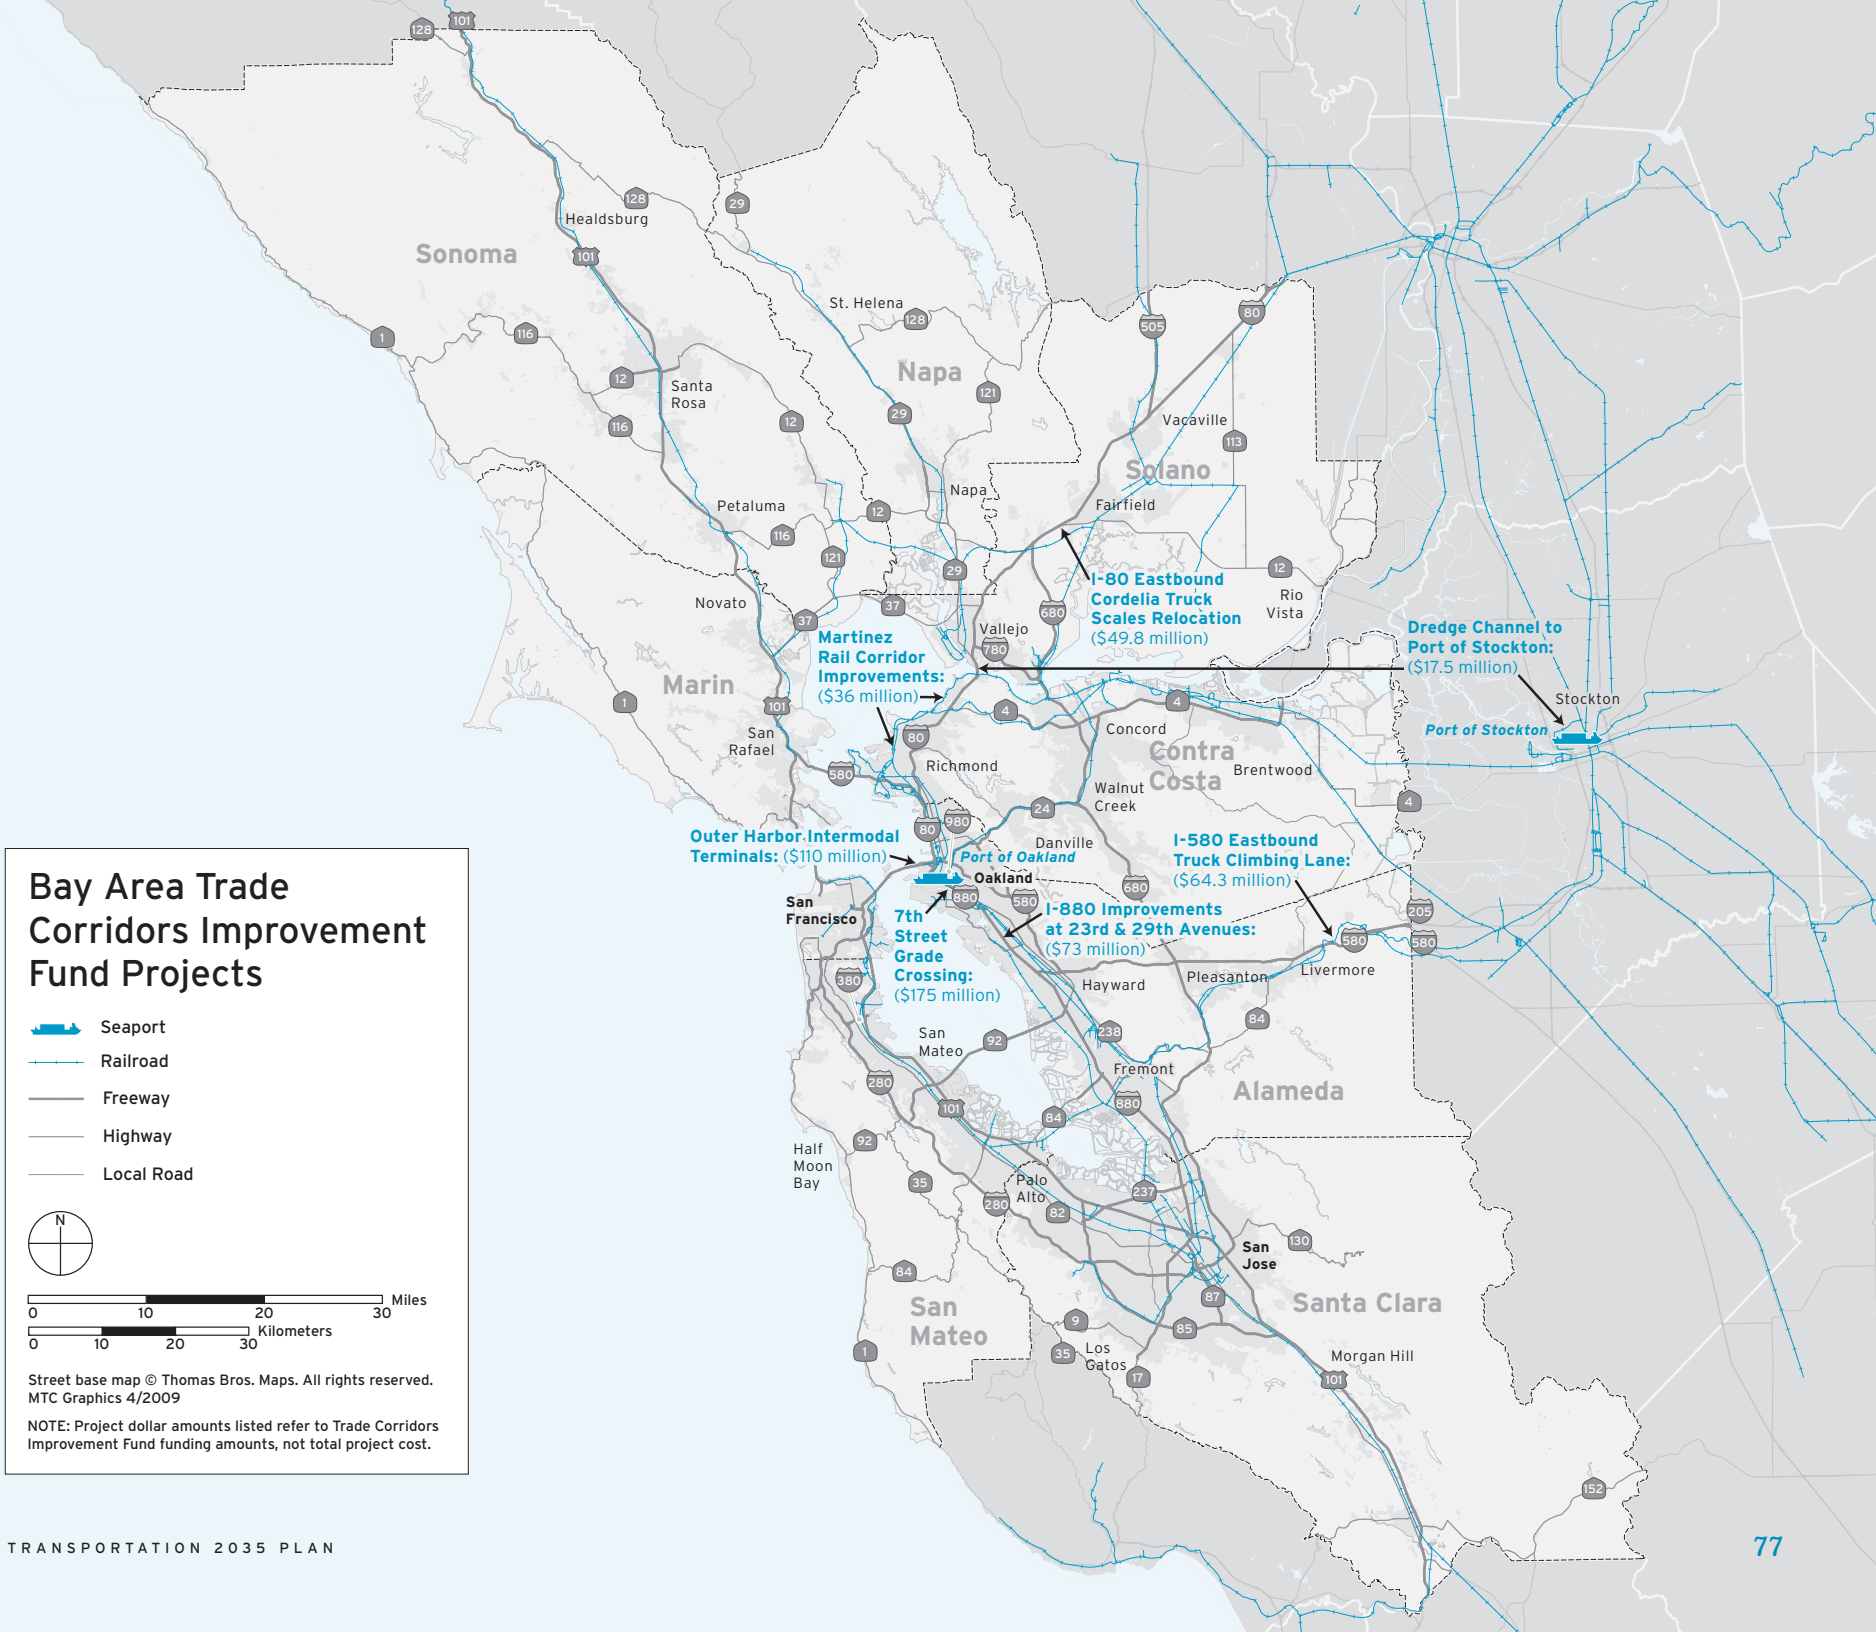 128
101
29
128
Healdsburg
101
Sonoma
St. Helena
128
505
80
1
116
Napa
12
Santa
Rosa
121
116
12
29
Vacaville
113
Solano
Napa
Petaluma
12
Fairfield
116
121
29
12
I-80 Eastbound
Cordelia Truck
Scales Relocation
($49.8 million)
Rio
Vista
Novato
37
37
680
Vallejo
780
Martinez
Rail Corridor
Improvements:
($36 million)
Dredge Channel to
Port of Stockton:
($17.5 million)
Marin
1
101
4
4
Stockton
Port of Stockton
San
Rafael
80
Concord
Contra
Costa
Richmond
580
Brentwood
Walnut
Creek
24
4
80
980
Outer Harbor Intermodal
Terminals: ($110 million)
Danville
Port of Oakland
Oakland
I-580 Eastbound
Truck Climbing Lane:
($64.3 million)
680
880
580
205
San
Francisco
7th
Street
Grade
Crossing:
($175 million)
I-880 Improvements
at 23rd & 29th Avenues:
($73 million)
580
580
Livermore
Pleasanton
380
Hayward
84
238
San
Mateo
92
Fremont
280
101
880
84
Alameda
92
Half
Moon
Bay
35
Palo
Alto
280
82
237
130
San
Jose
84
San
Mateo
87
Santa Clara
9
85
1
35
Los
Gatos
17
Morgan Hill
101
152
Bay Area Trade
Corridors Improvement
Fund Projects
Seaport
Railroad
Freeway
Highway
Local Road
N
0 10 20 30 Miles
0 10 20 30 Kilometers
Street base map © Thomas Bros. Maps. All rights reserved.
MTC Graphics 4/2009
NOTE: Project dollar amounts listed refer to Trade Corridors
Improvement Fund funding amounts, not total project cost.
TRANSPORTATION 2035 PLAN
77